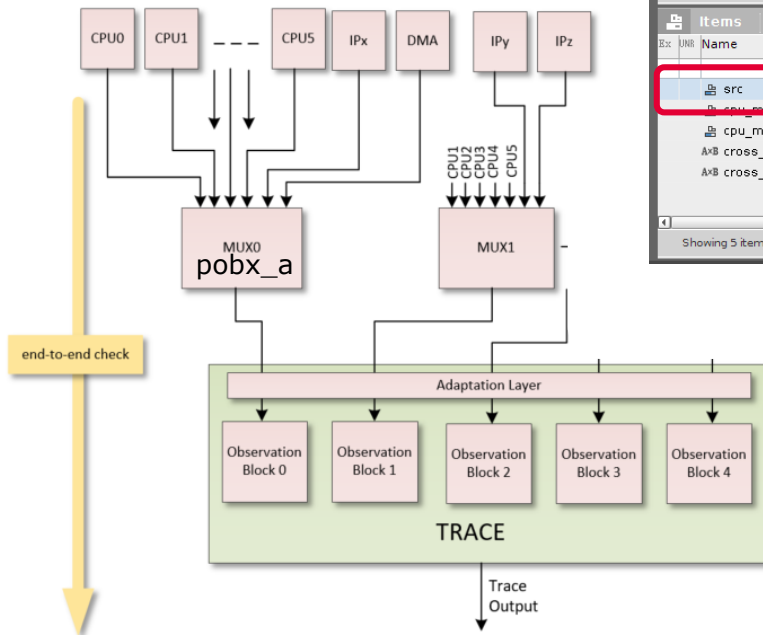 CPU0
CPU1
CPU5
IPx
DMA
IPy
IPz
Items
Ex UNR Name
src
cpu_m
AxB cross_
AxB cross_
Showing 5 item
CPU1
CPU2
CPU3
CPU4
CPU5
MUX0
pobx_a
MUX1
end-to-end check
Adaptation Layer
Observation
Block 0
Observation
Block 1
Observation
Block 2
Observation
Block 3
Observation
Block 4
TRACE
Trace
Output